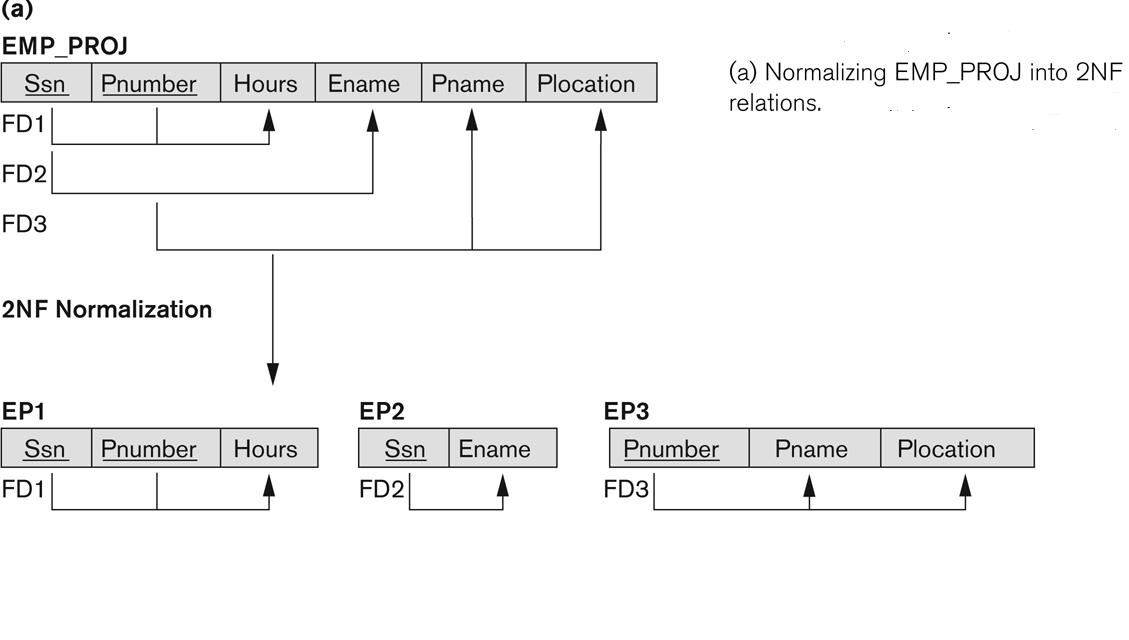 (a)
EMP_PROJ
Ssn Pnumber Hours Ename Pname Plocation
(a) Normalizing EMP_PROJ into 2NF
relations.
FD1
FD2
FD3
2NF Normalization
EP1 EP2 EP3
Ssn Pnumber Hours Ssn Ename Pnumber Pname Plocation
FD1 FD2 FD3